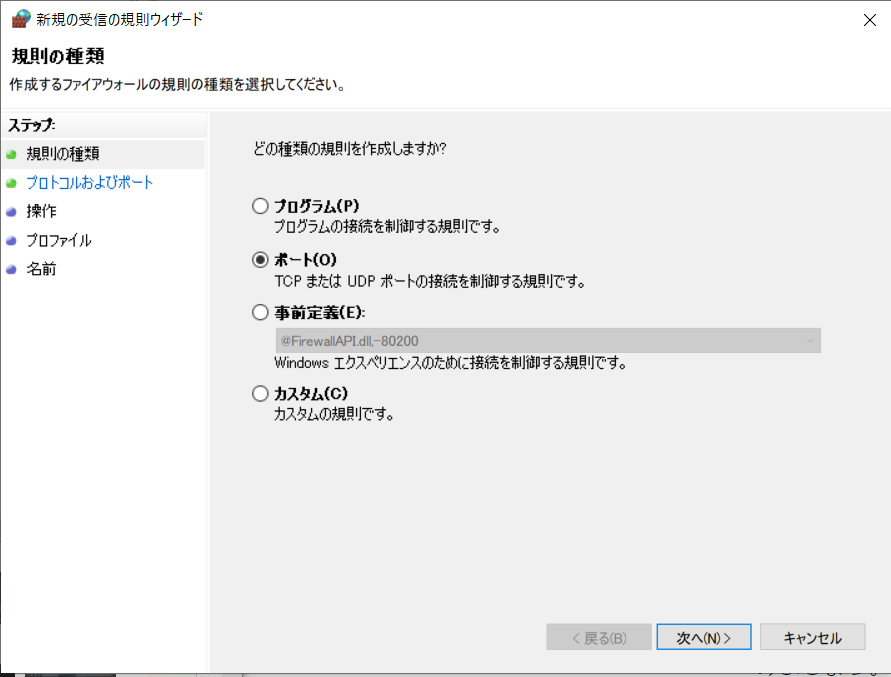 新規の受信の規則ウィザード
規則の種類
作成するファイアウォールの規則の種類を選択してください。
ステップ:
規則の種類
プロトコルおよびポート
操作
プロファイル
名前
どの種類の規則を作成しますか?
プログラム(P)
プログラムの接続を制御する規則です。
ポート(O)
TCP または UDP ポートの接続を制御する規則です。
事前定義(E):
@FirewallAPI.dll,-80200
Windows エクスペリエンスのために接続を制御する規則です。
カスタム(C)
カスタムの規則です。
< 戻る(B) 次へ(N) > キャンセル